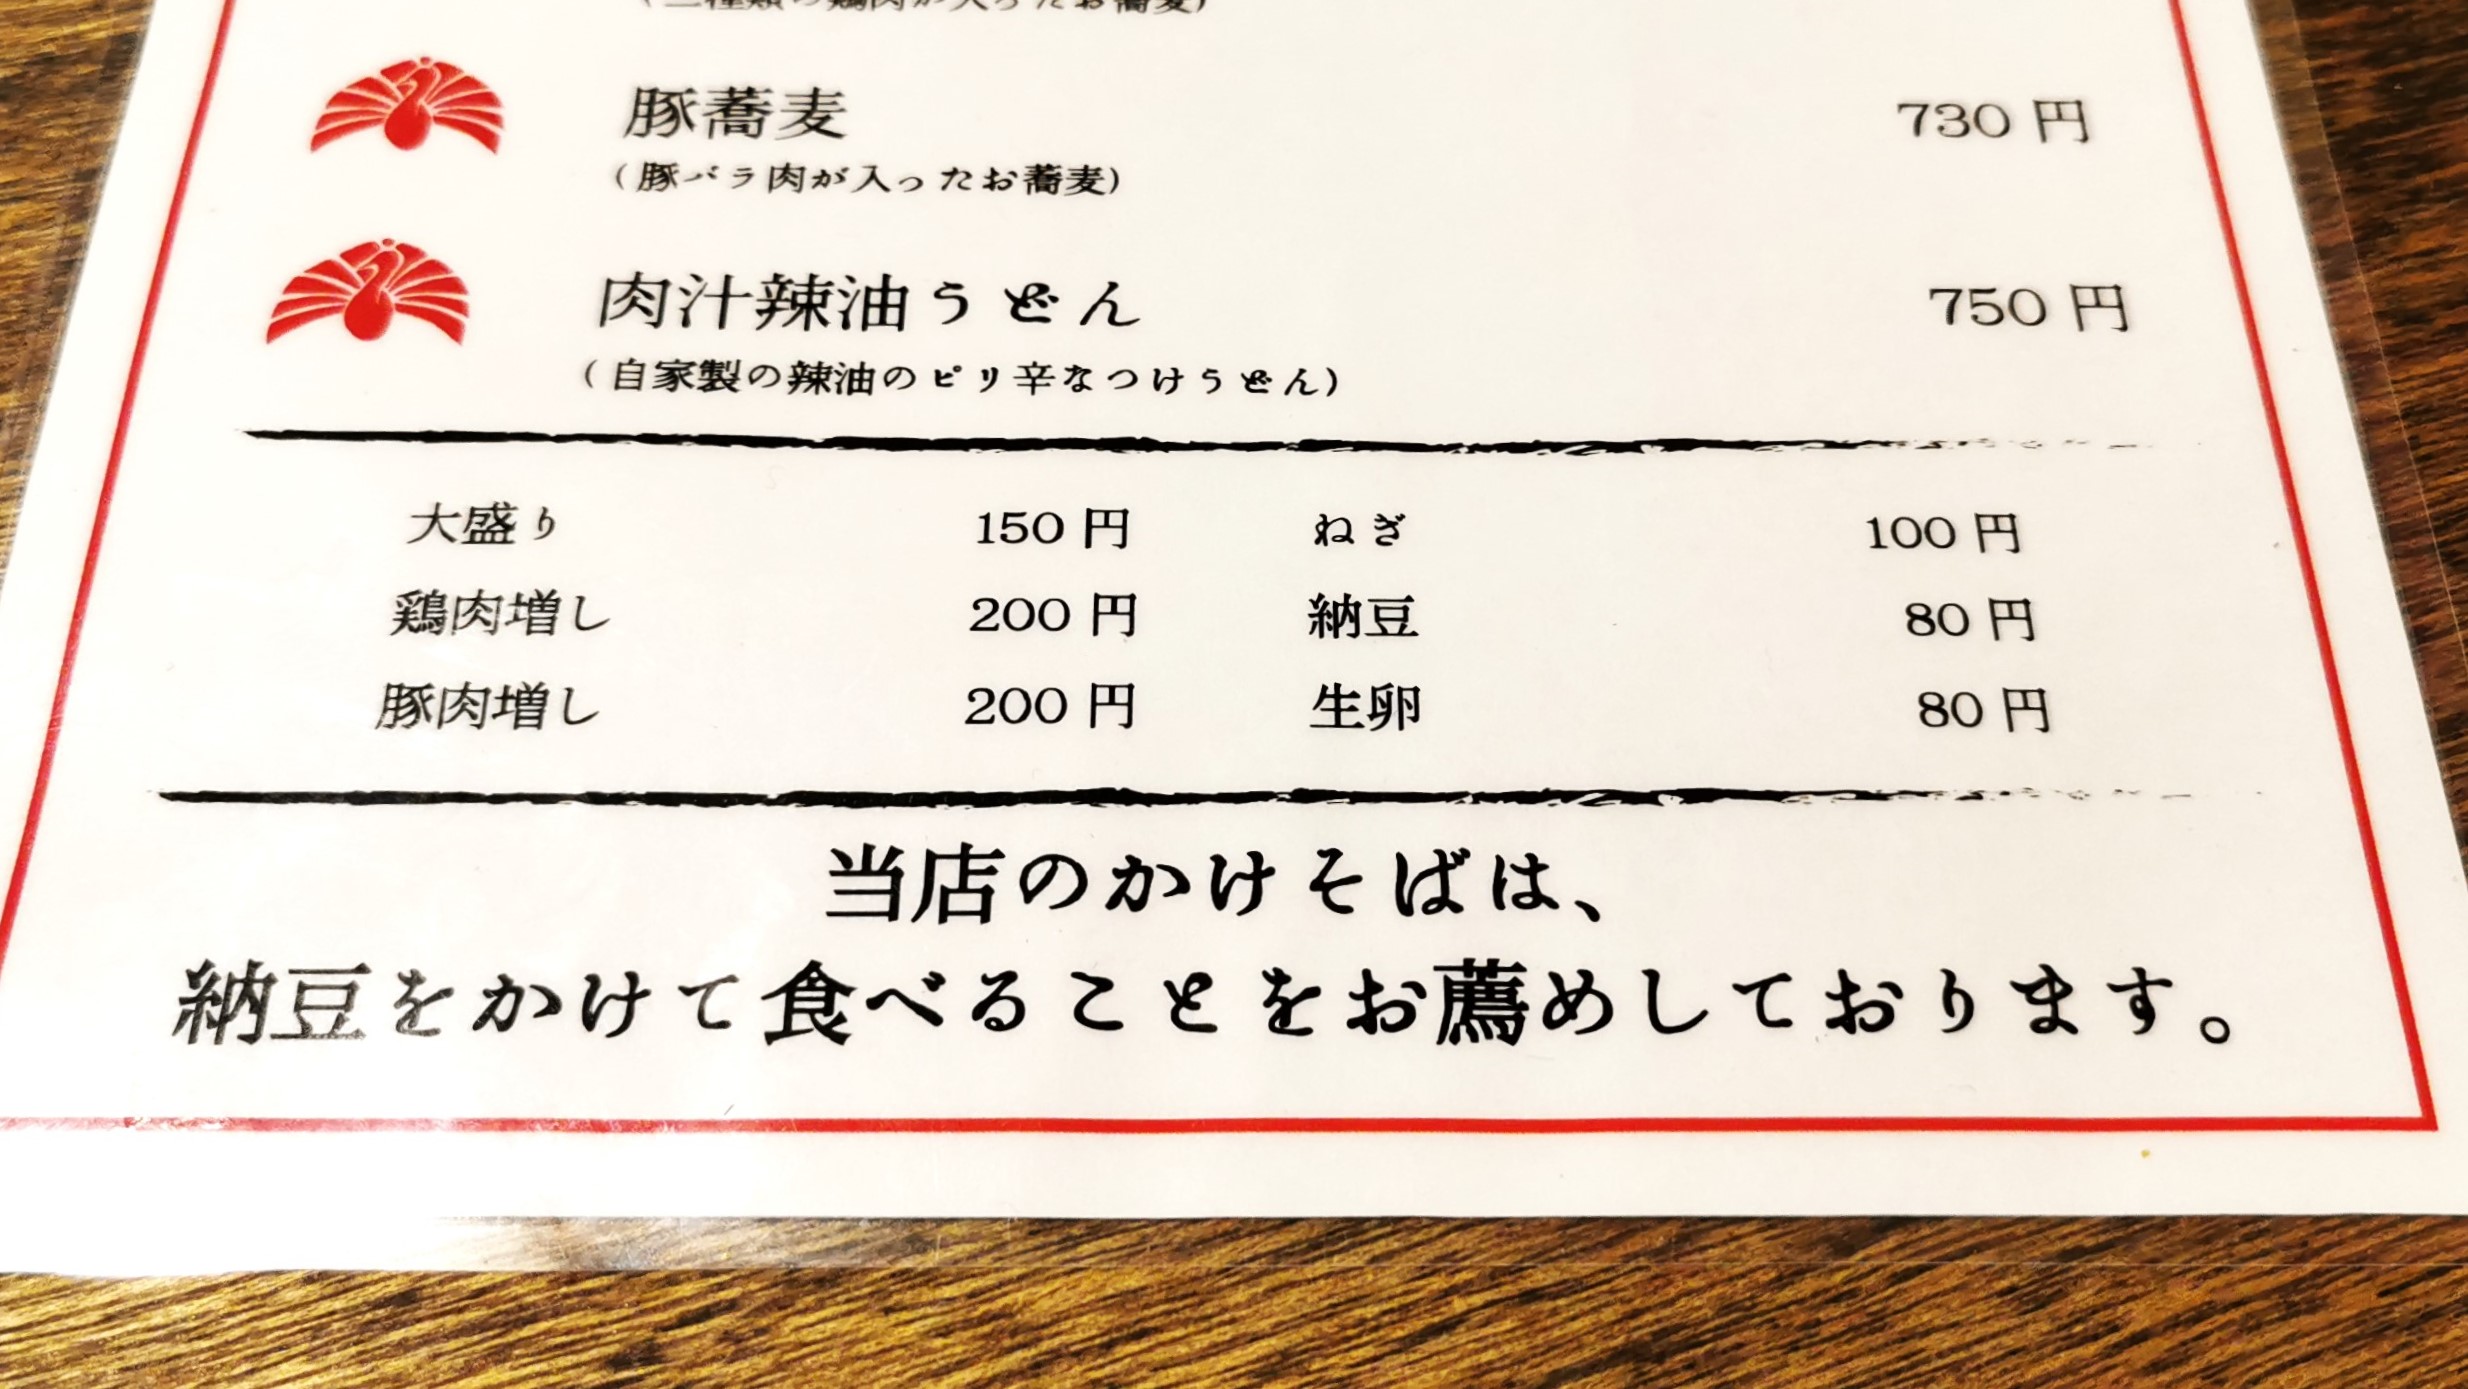 豚蕎麦 730円
(豚バラ肉が入ったお蕎麦)
肉汁辣油うどん 750円
(自家製の辣油のピリ辛なつけうどん)
大盛り 150円 ねぎ 100円
鶏肉増し 200円 納豆 80円
豚肉増し 200円 生卵 80円
当店のかけそばは、
納豆をかけて食べることをお薦めしております。